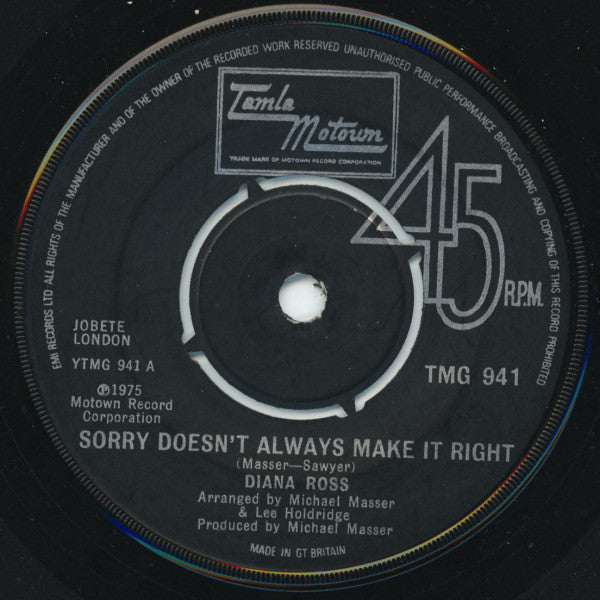 EMI RECORDS LTD ALL RIGHTS OF THE MANUFACTURER AND OF THE OWNER OF THE RECORDED WORK RESERVED UNAUTHORISED PUBLIC PERFORMANCE BROADCASTING AND COPYING OF THIS RECORD PROHIBITED
Tamla
Motown
TRADE MARK OF MOTOWN RECORD CORPORATION
45
R.P.M.
JOBETE
LONDON
YTMG 941 A
TMG 941
℗1975
Motown Record
Corporation
SORRY DOESN'T ALWAYS MAKE IT RIGHT
(Masser—Sawyer)
DIANA ROSS
Arranged by Michael Masser
& Lee Holdridge
Produced by Michael Masser
MADE IN GT BRITAIN